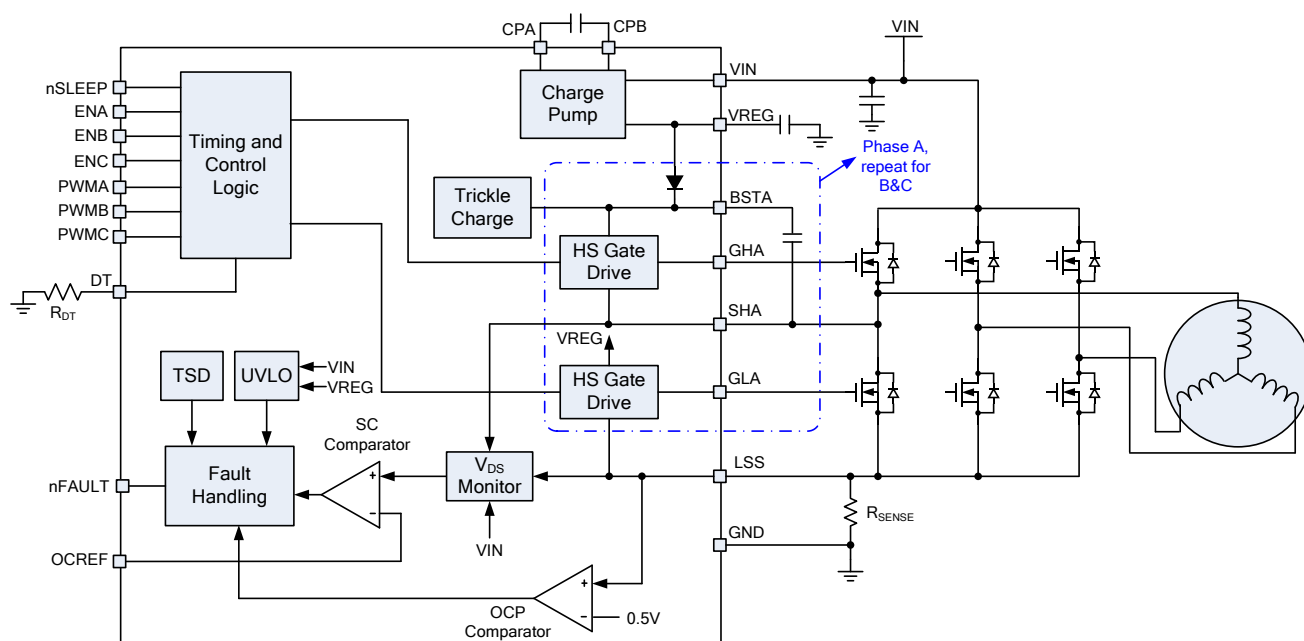 CPA
CPB
VIN
nSLEEP
ENA
ENB
ENC
PWMA
PWMB
PWMC
DT
RDT
Timing and
Control
Logic
Charge
Pump
VIN
VREG
Phase A,
repeat for
B&C
Trickle
Charge
BSTA
HS Gate
Drive
GHA
SHA
VREG
HS Gate
Drive
GLA
TSD
UVLO
VIN
VREG
SC
Comparator
Fault
Handling
nFAULT
+
−
VDS
Monitor
VIN
LSS
RSENSE
GND
OCREF
+
−
0.5V
OCP
Comparator